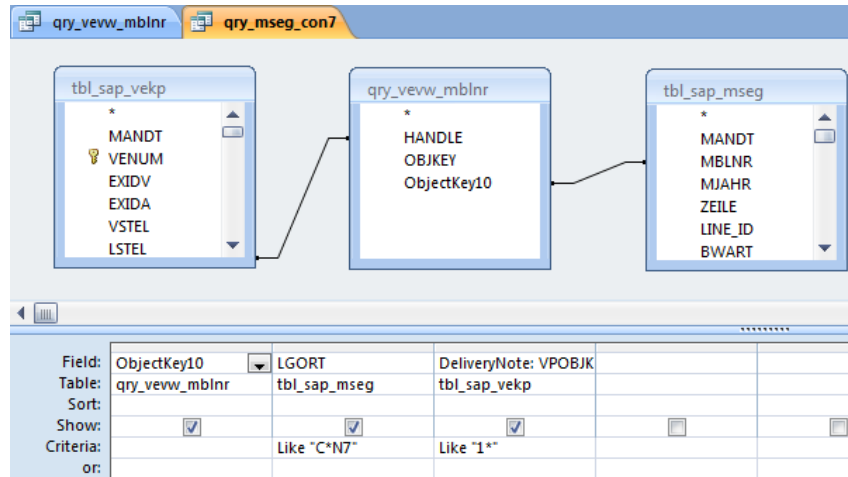 qry_vevw_mblnr qry_mseg_con7
tbl_sap_vekp
*
MANDT
VENUM
EXIDV
EXIDA
VSTEL
LSTEL
qry_vevw_mblnr
*
HANDLE
OBJKEY
ObjectKey10
tbl_sap_mseg
*
MANDT
MBLNR
MJAHR
ZEILE
LINE_ID
BWART
Field: ObjectKey10 LGORT DeliveryNote: VPOBJK
Table: qry_vevw_mblnr tbl_sap_mseg tbl_sap_vekp
Sort:
Show:
Criteria: Like "C*N7" Like "1*"
or: